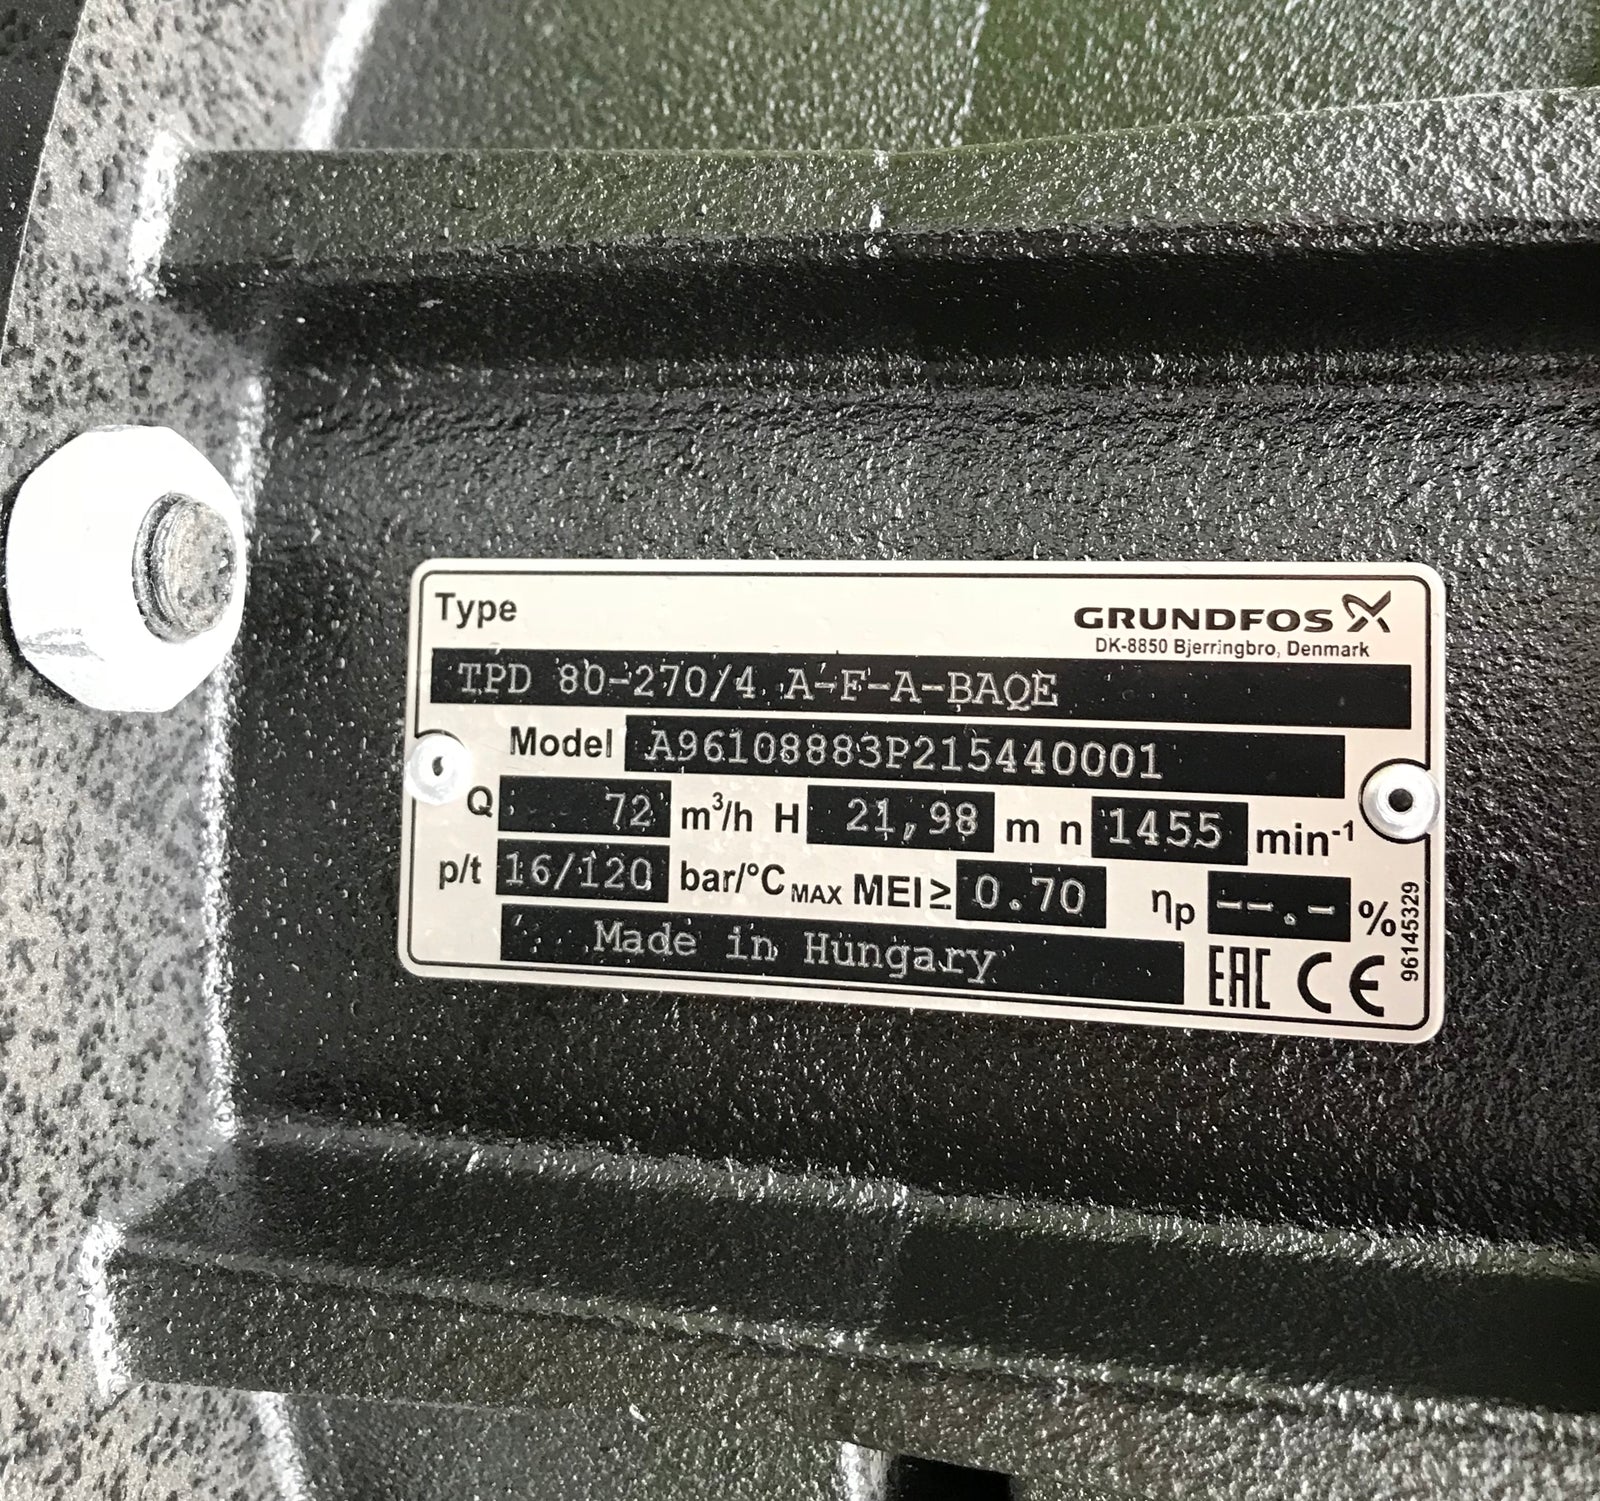 Type GRUNDFOS
DK-8850 Bjerringbro, Denmark
TPD 80-270/4 A-F-A-BAQE
Model A96108883P215440001
Q 72 m³/h H 21,98 m n 1455 min-1
p/t 16/120 bar/°C MAX MEI≥ 0.70 ηp --.- %
Made in Hungary
EAC CE
96145329